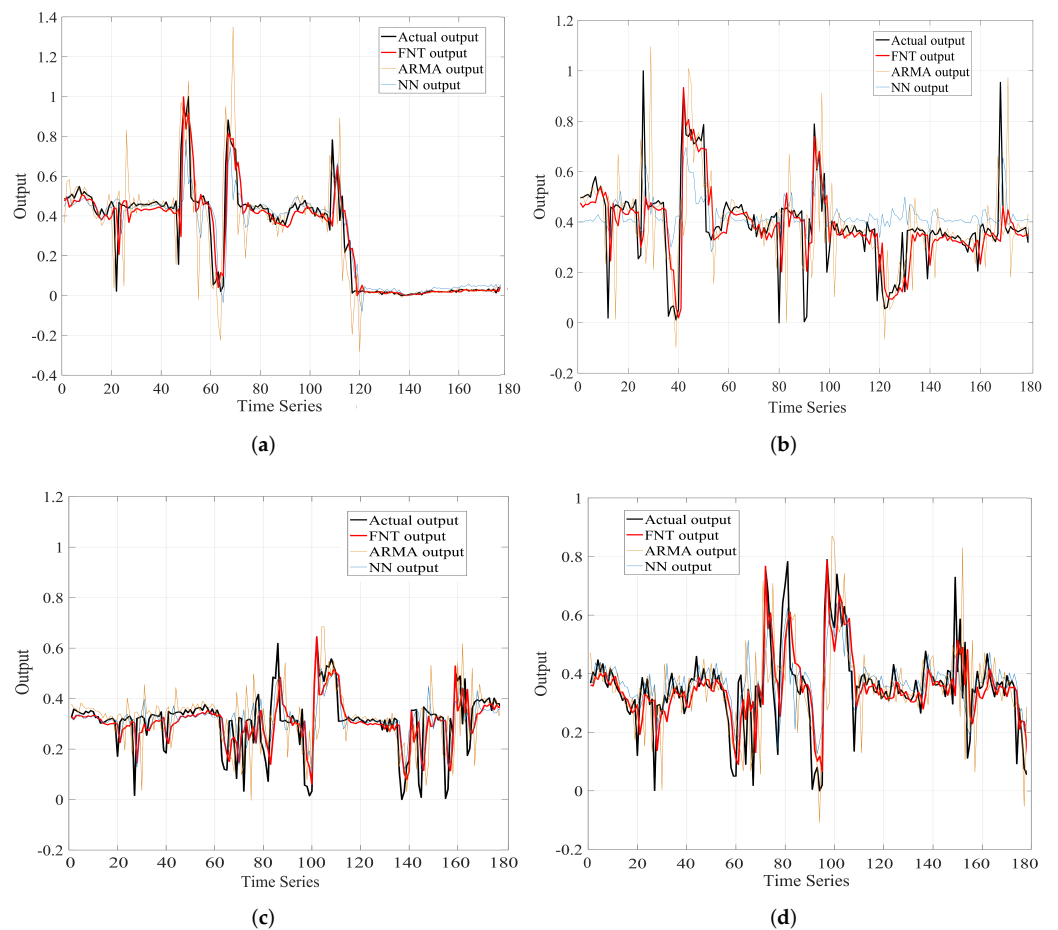 1.4
1.2
1
0.8
0.6
0.4
0.2
0
-0.2
-0.4
Output
0 20 40 60 80 100 120 140 160 180
Time Series
Actual output
FNT output
ARMA output
NN output
(a)
1.2
1
0.8
0.6
0.4
0.2
0
-0.2
Output
0 20 40 60 80 100 120 140 160 180
Time Series
Actual output
FNT output
ARMA output
NN output
(b)
1.2
1
0.8
0.6
0.4
0.2
0
-0.2
Output
0 20 40 60 80 100 120 140 160 180
Time Series
Actual output
FNT output
ARMA output
NN output
(c)
1
0.8
0.6
0.4
0.2
0
-0.2
Output
0 20 40 60 80 100 120 140 160 180
Time Series
Actual output
FNT output
ARMA output
NN output
(d)